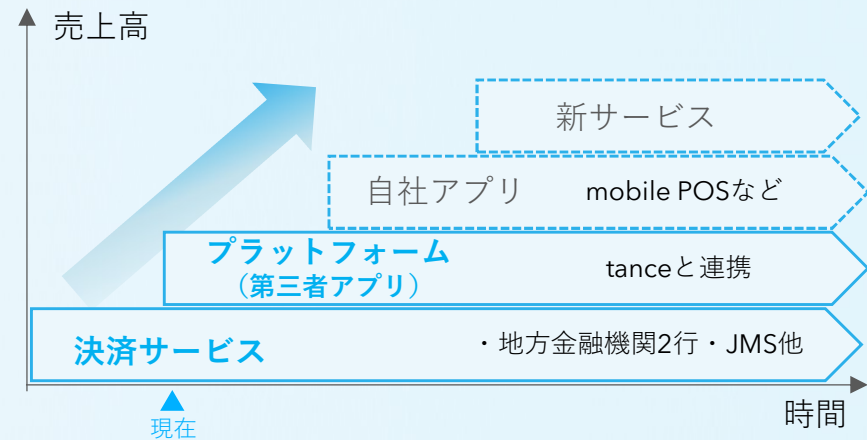 売上高
新サービス
自社アプリ mobile POSなど
プラットフォーム
（第三者アプリ） tanceと連携
決済サービス ・地方金融機関2行・JMS他
時間
現在